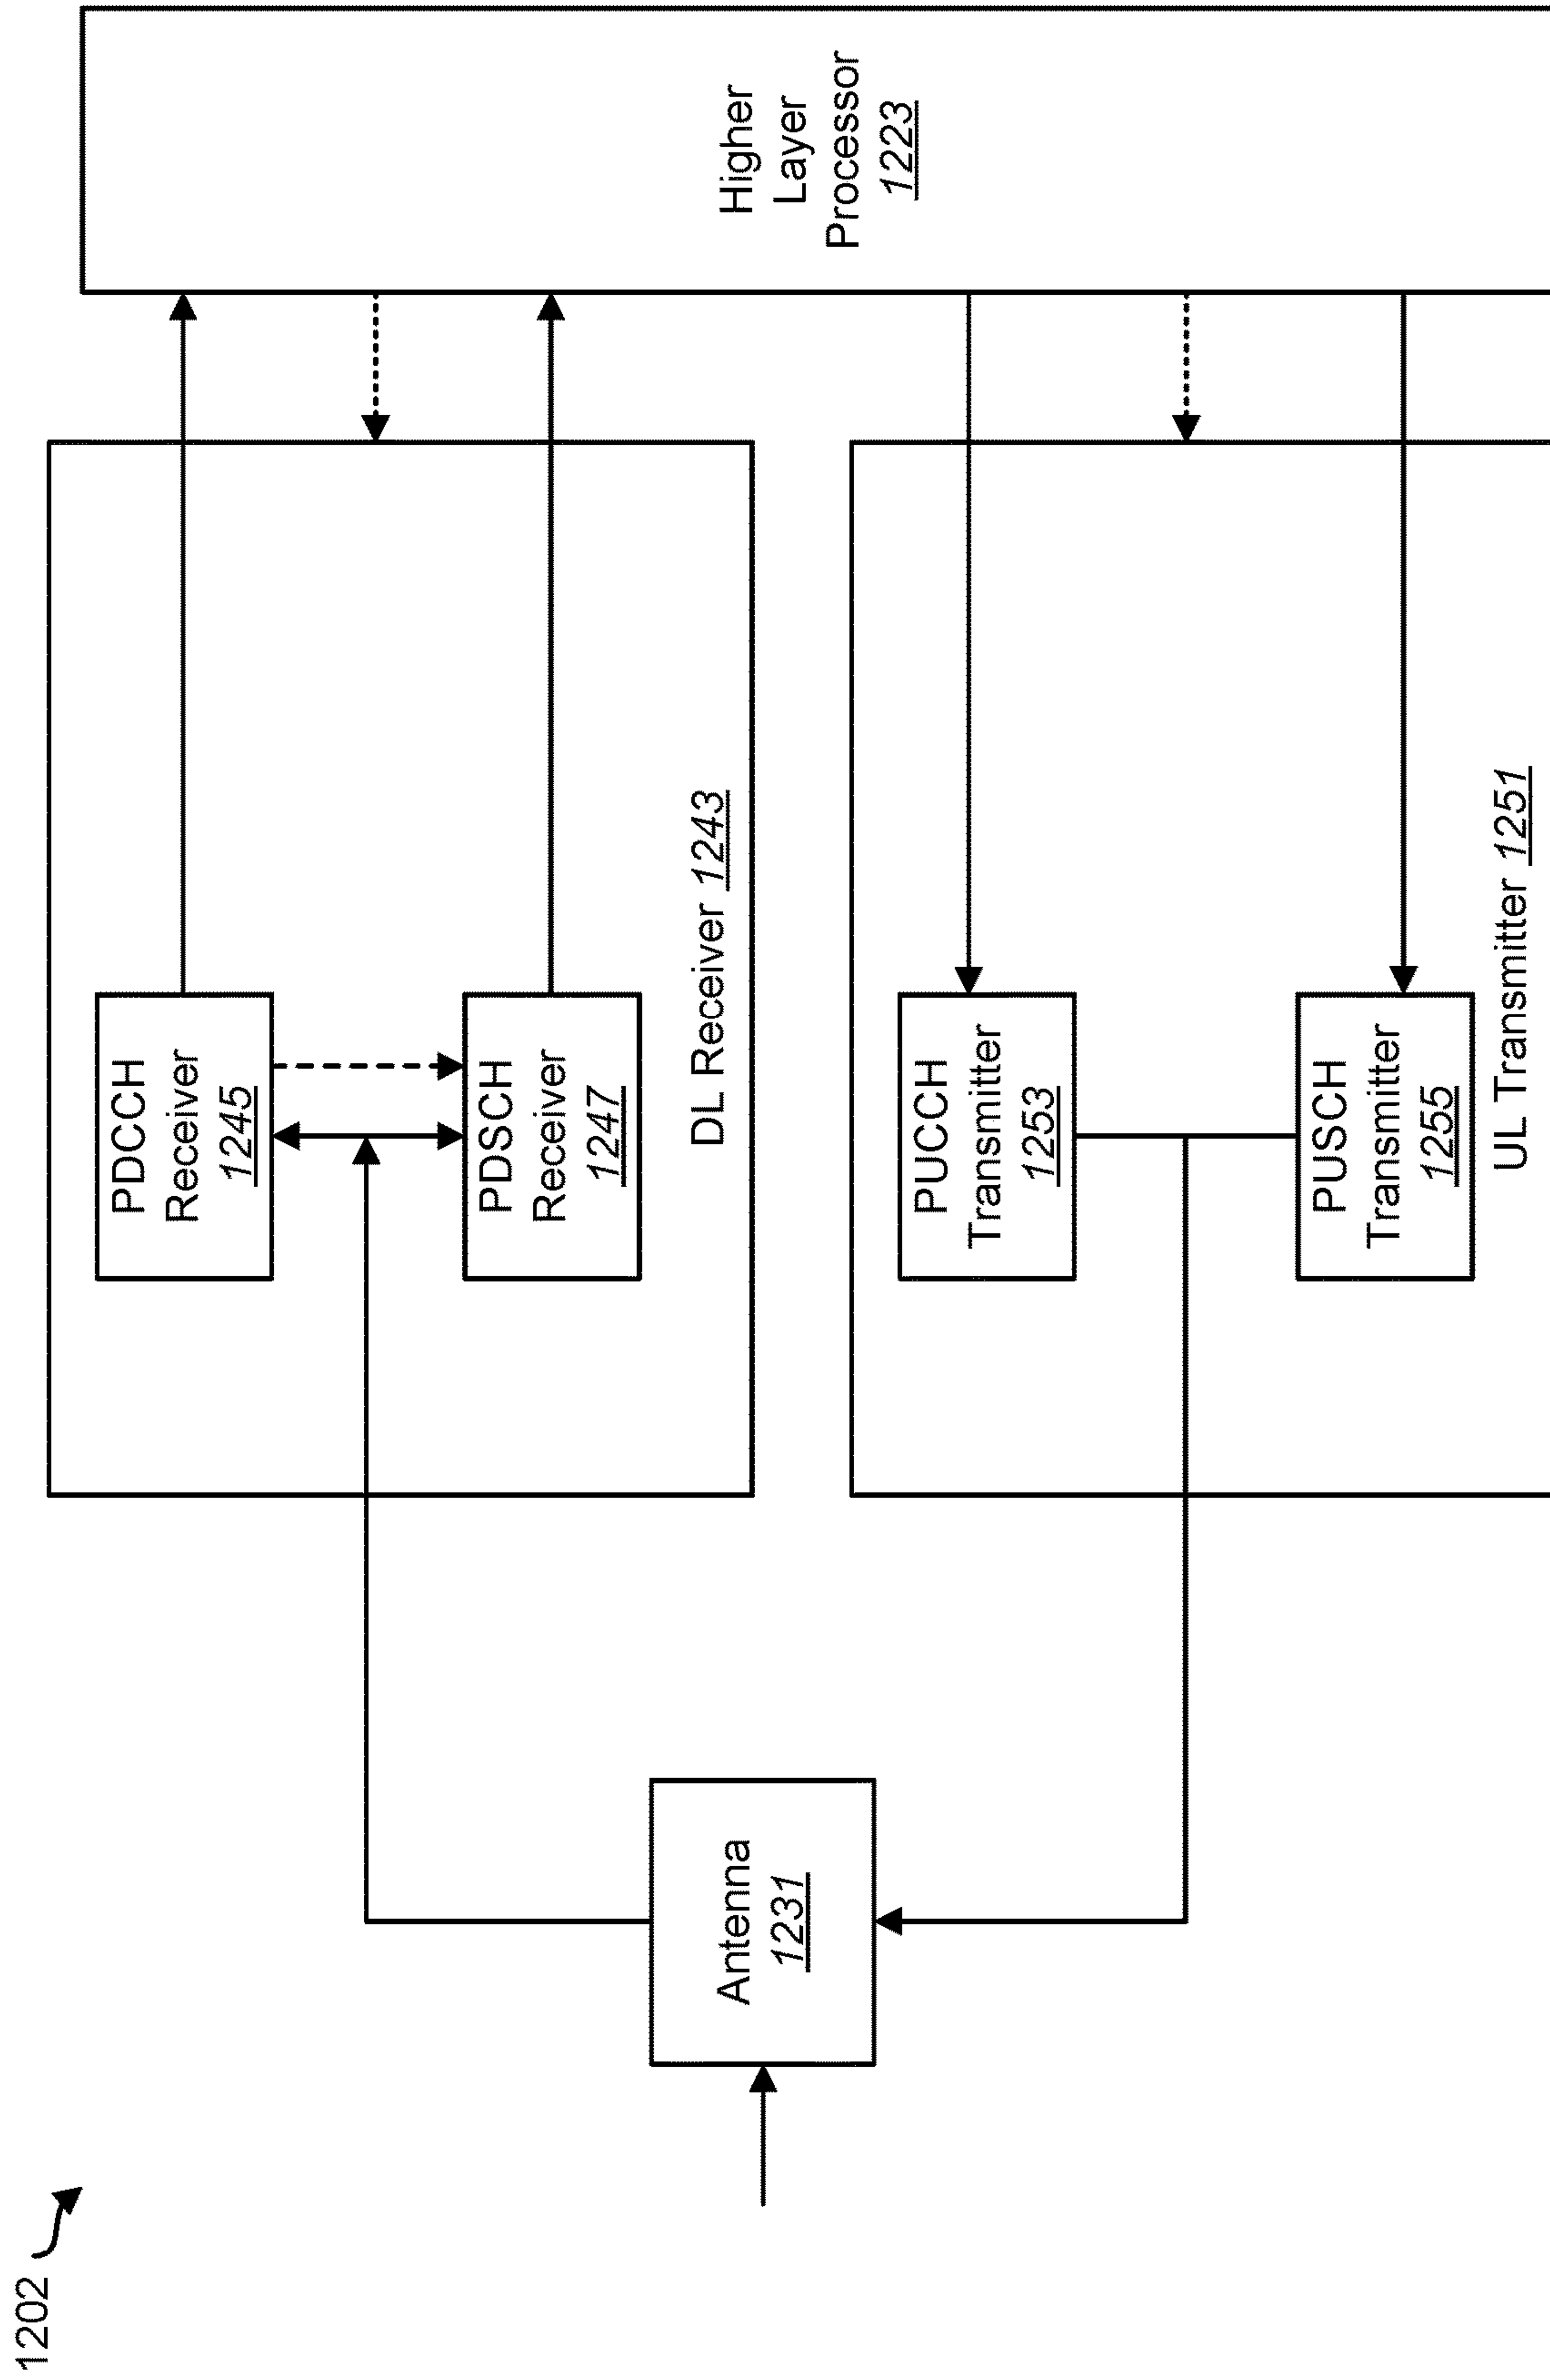 1202
Antenna
1231
PDCCH
Receiver
1245
PDSCH
Receiver
1247
DL Receiver 1243
PUCCH
Transmitter
1253
PUSCH
Transmitter
1255
UL Transmitter 1251
Higher
Layer
Processor
1223